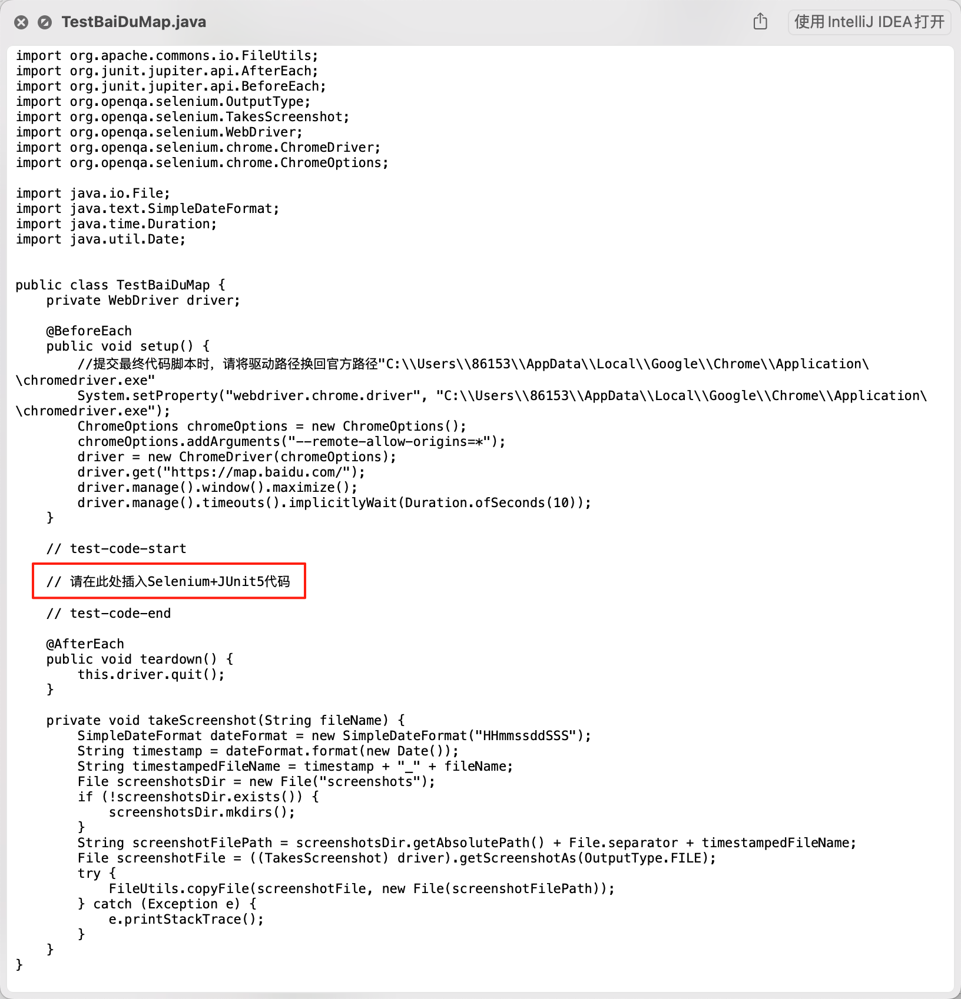 TestBaiDuMap.java
使用 IntelliJ IDEA 打开
import org.apache.commons.io.FileUtils;
import org.junit.jupiter.api.AfterEach;
import org.junit.jupiter.api.BeforeEach;
import org.openqa.selenium.OutputType;
import org.openqa.selenium.TakesScreenshot;
import org.openqa.selenium.WebDriver;
import org.openqa.selenium.chrome.ChromeDriver;
import org.openqa.selenium.chrome.ChromeOptions;
import java.io.File;
import java.text.SimpleDateFormat;
import java.time.Duration;
import java.util.Date;
public class TestBaiDuMap {
    private WebDriver driver;
    @BeforeEach
    public void setup() {
        //提交最终代码脚本时，请将驱动路径换回官方路径"C:\\Users\\86153\\AppData\\Local\\Google\\Chrome\\Application\
\chromedriver.exe"
        System.setProperty("webdriver.chrome.driver", "C:\\Users\\86153\\AppData\\Local\\Google\\Chrome\\Application\
\chromedriver.exe");
        ChromeOptions chromeOptions = new ChromeOptions();
        chromeOptions.addArguments("--remote-allow-origins=*");
        driver = new ChromeDriver(chromeOptions);
        driver.get("https://map.baidu.com/");
        driver.manage().window().maximize();
        driver.manage().timeouts().implicitlyWait(Duration.ofSeconds(10));
    }
    // test-code-start
    // 请在此处插入Selenium+JUnit5代码
    // test-code-end
    @AfterEach
    public void teardown() {
        this.driver.quit();
    }
    private void takeScreenshot(String fileName) {
        SimpleDateFormat dateFormat = new SimpleDateFormat("HHmmssddSSS");
        String timestamp = dateFormat.format(new Date());
        String timestampedFileName = timestamp + "_" + fileName;
        File screenshotsDir = new File("screenshots");
        if (!screenshotsDir.exists()) {
            screenshotsDir.mkdirs();
        }
        String screenshotFilePath = screenshotsDir.getAbsolutePath() + File.separator + timestampedFileName;
        File screenshotFile = ((TakesScreenshot) driver).getScreenshotAs(OutputType.FILE);
        try {
            FileUtils.copyFile(screenshotFile, new File(screenshotFilePath));
        } catch (Exception e) {
            e.printStackTrace();
        }
    }
}